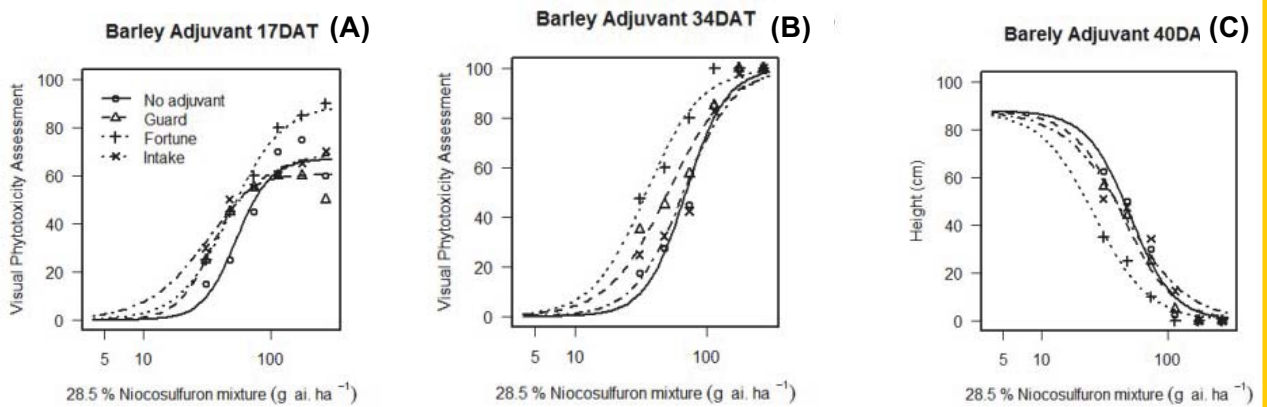 Barley Adjuvant 17DAT (A)
Visual Phytotoxicity Assessment
100
80
60
40
20
0
No adjuvant
Guard
Fortune
Intake
5 10 100
28.5 % Niocosulfuron mixture (g ai. ha ⁻¹)
Barley Adjuvant 34DAT (B)
Visual Phytotoxicity Assessment
100
80
60
40
20
0
5 10 100
28.5 % Niocosulfuron mixture (g ai. ha ⁻¹)
Barely Adjuvant 40DA (C)
Height (cm)
100
80
60
40
20
0
5 10 100
28.5 % Niocosulfuron mixture (g ai. ha ⁻¹)